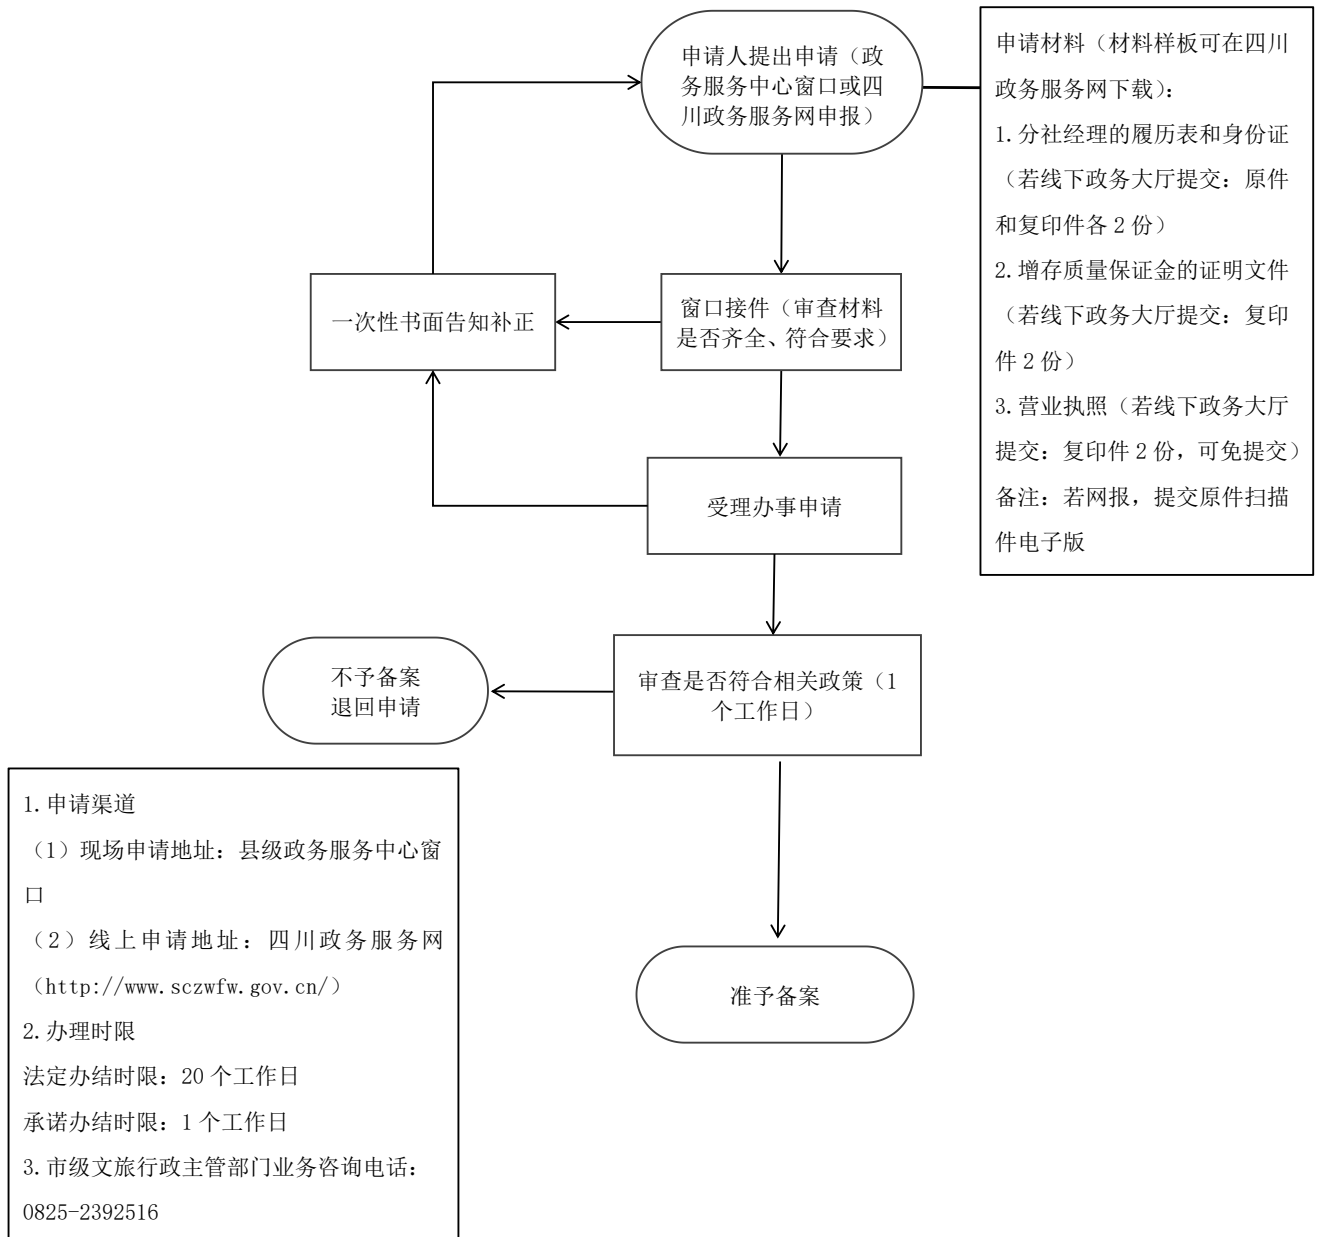 申请人提出申请（政
务服务中心窗口或四
川政务服务网申报）
申请材料（材料样板可在四川
政务服务网下载）：
1.分社经理的履历表和身份证
（若线下政务大厅提交：原件
和复印件各 2 份）
2.增存质量保证金的证明文件
（若线下政务大厅提交：复印
件 2 份）
3.营业执照（若线下政务大厅
提交：复印件 2 份，可免提交）
备注：若网报，提交原件扫描
件电子版
一次性书面告知补正
窗口接件（审查材料
是否齐全、符合要求）
受理办事申请
不予备案
退回申请
审查是否符合相关政策（1
个工作日）
准予备案
1.申请渠道
（1）现场申请地址：县级政务服务中心窗
口
（2）线上申请地址：四川政务服务网
（http://www.sczwfw.gov.cn/）
2.办理时限
法定办结时限：20 个工作日
承诺办结时限：1 个工作日
3.市级文旅行政主管部门业务咨询电话：
0825-2392516